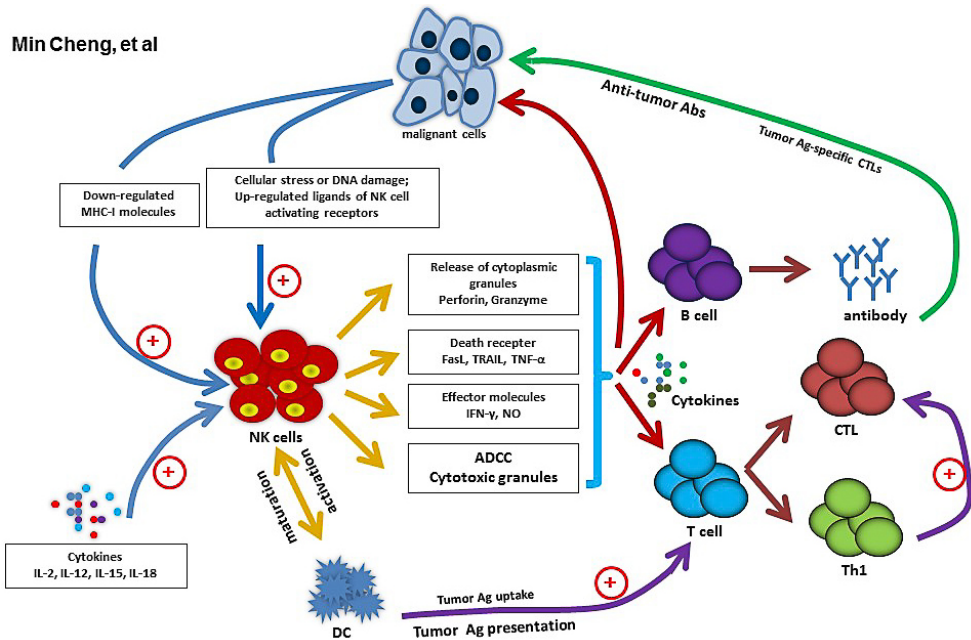 Min Cheng, et al
malignant cells
Anti-tumor Abs
Tumor Ag-specific CTLs
Down-regulated
MHC-I molecules
Cellular stress or DNA damage;
Up-regulated ligands of NK cell
activating receptors
+
+
Release of cytoplasmic
granules
Perforin, Granzyme
Death recepter
FasL, TRAIL, TNF-α
Effector molecules
IFN-γ, NO
ADCC
Cytotoxic granules
B cell
antibody
Cytokines
NK cells
CTL
+
+
T cell
Th1
Cytokines
IL-2, IL-12, IL-15, IL-18
maturation
activation
DC
+
Tumor Ag uptake
Tumor Ag presentation